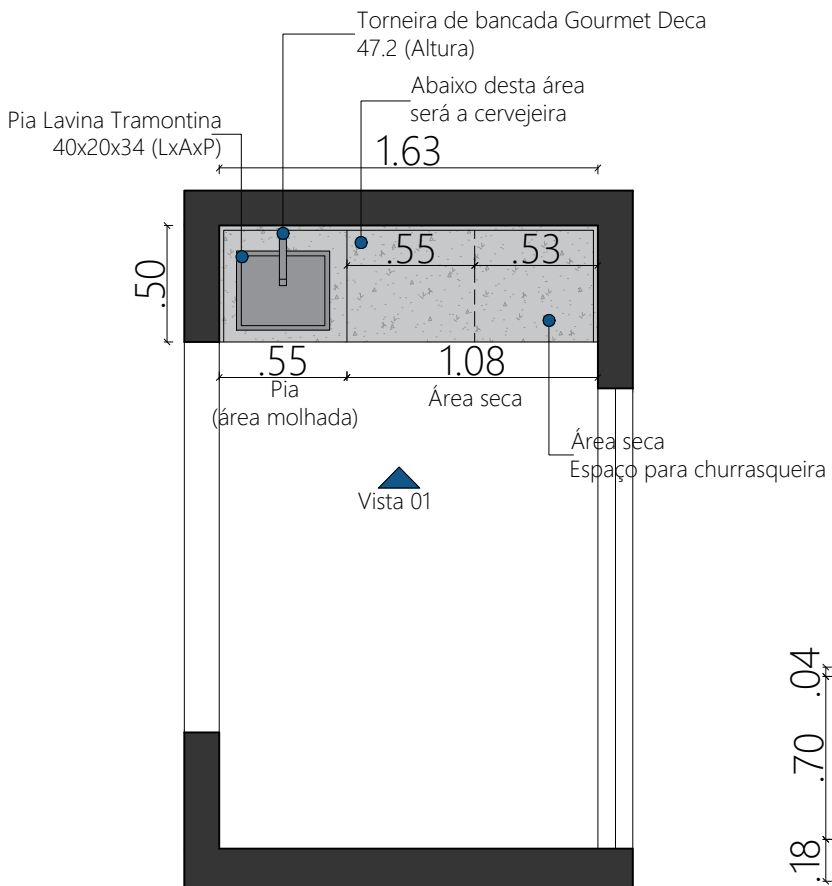 Torneira de bancada Gourmet Deca
47.2 (Altura)
Abaixo desta área
será a cervejeira
Pia Lavina Tramontina
40x20x34 (LxAxP)
1.63
.55
.53
.50
.55
1.08
Pia
(área molhada)
Área seca
Área seca
Espaço para churrasqueira
Vista 01
.04
.70
.18